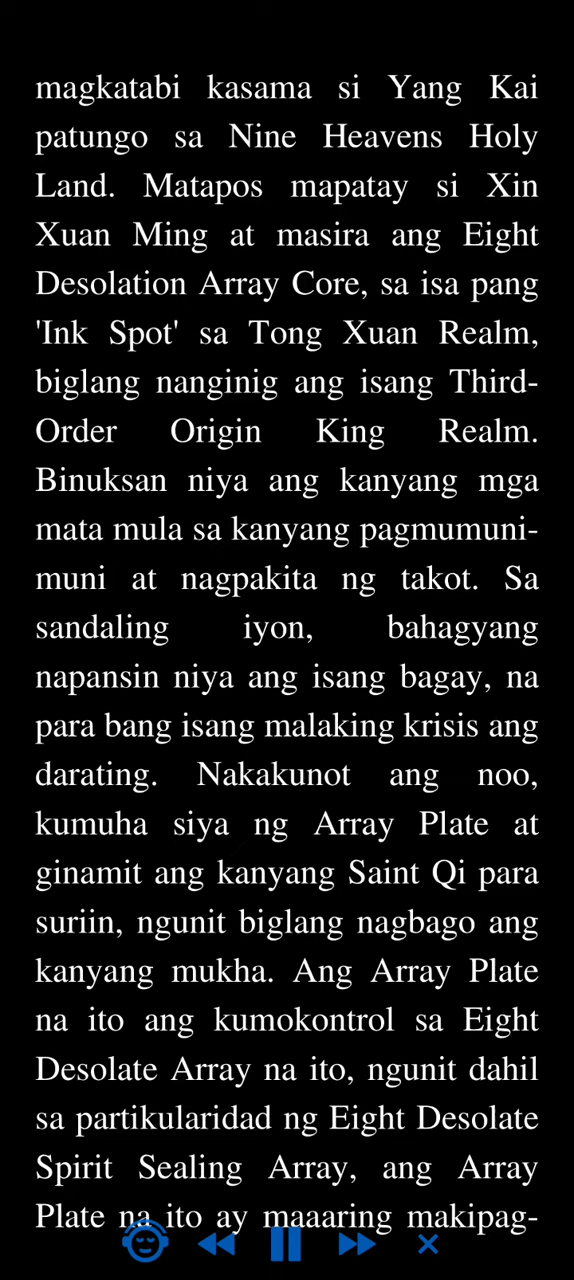 magkatabi kasama si Yang Kai
patungo sa Nine Heavens Holy
Land. Matapos mapatay si Xin
Xuan Ming at masira ang Eight
Desolation Array Core, sa isa pang
'Ink Spot' sa Tong Xuan Realm,
biglang nanginig ang isang Third-
Order Origin King Realm.
Binuksan niya ang kanyang mga
mata mula sa kanyang pagmumuni-
muni at nagpakita ng takot. Sa
sandaling iyon, bahagyang
napansin niya ang isang bagay, na
para bang isang malaking krisis ang
darating. Nakakunot ang noo,
kumuha siya ng Array Plate at
ginamit ang kanyang Saint Qi para
suriin, ngunit biglang nagbago ang
kanyang mukha. Ang Array Plate
na ito ang kumokontrol sa Eight
Desolate Array na ito, ngunit dahil
sa partikularidad ng Eight Desolate
Spirit Sealing Array, ang Array
Plate na ito ay maaaring makipag-